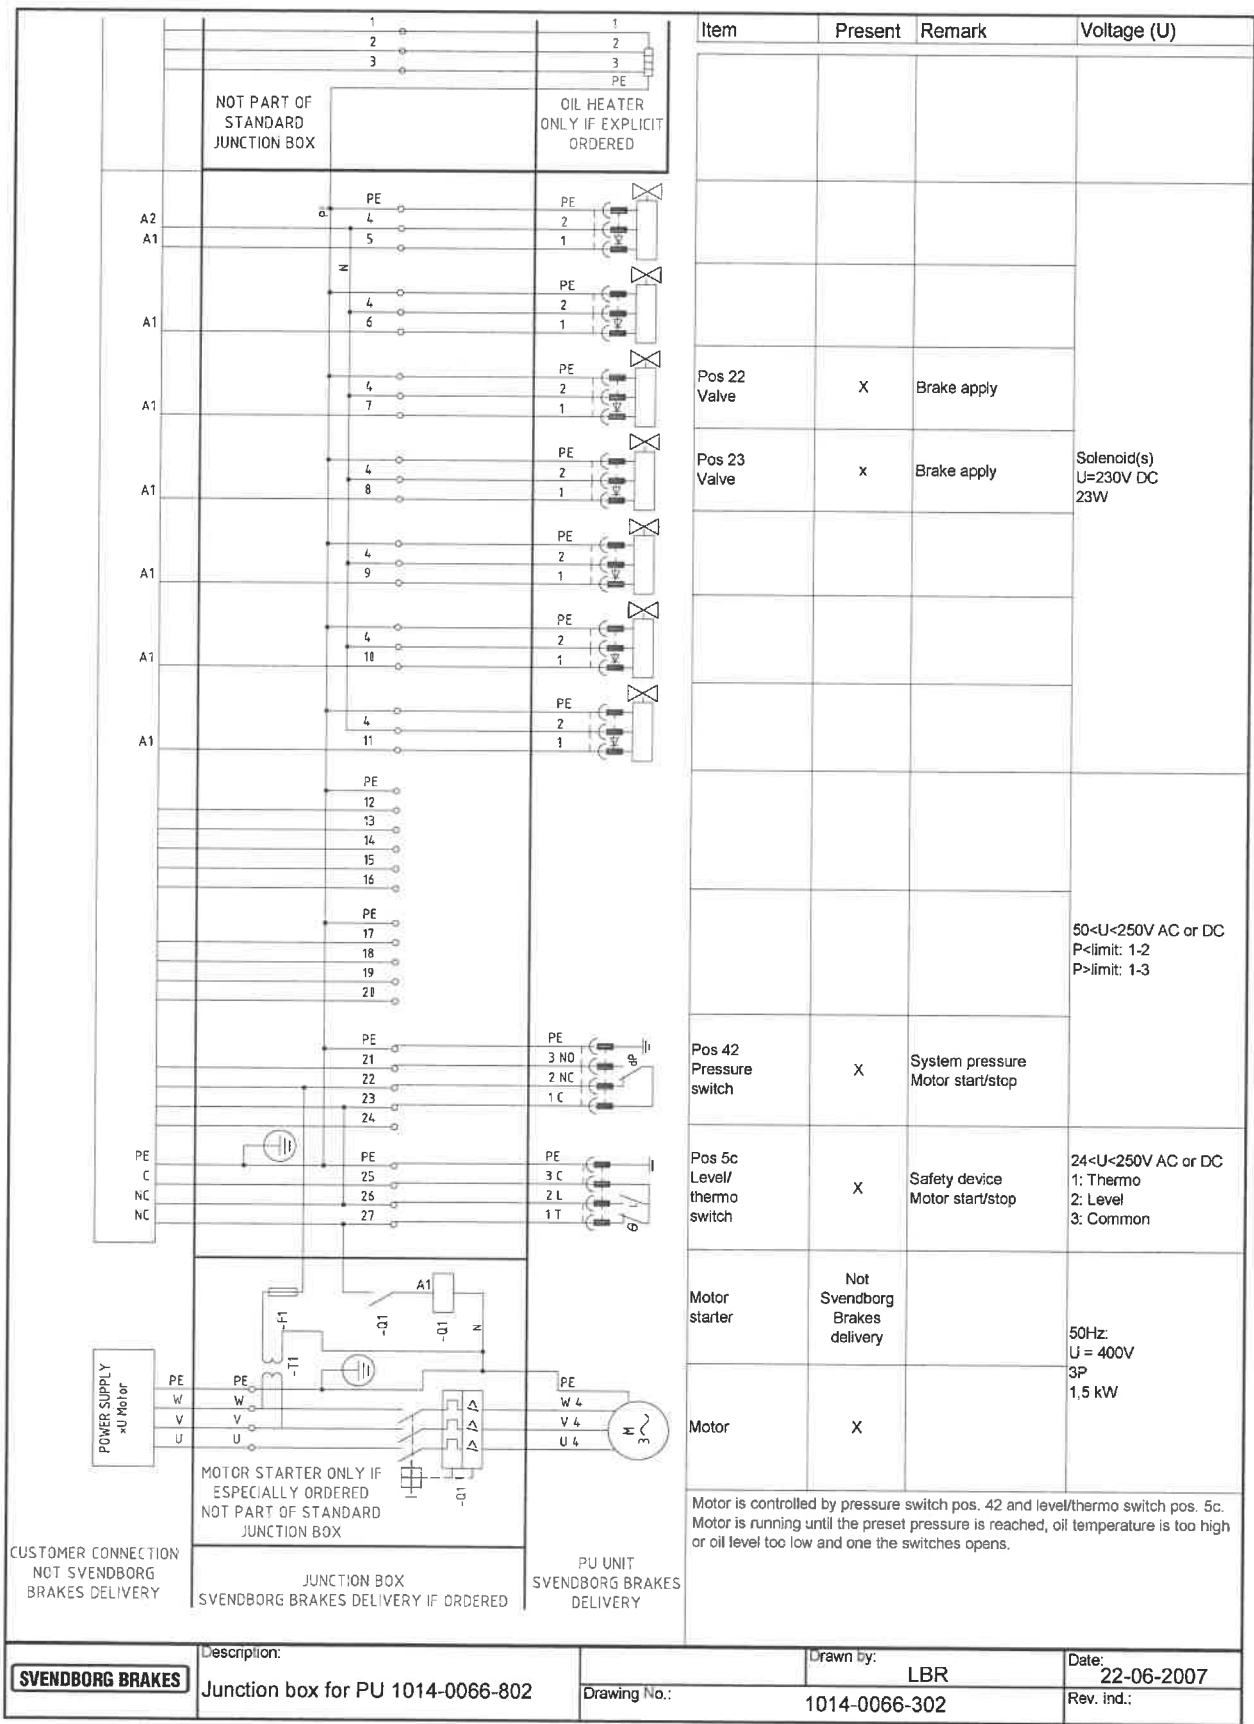 Item Present Remark Voltage (U)
1 1
2 2
3 3
PE
NOT PART OF
STANDARD
JUNCTION BOX
OIL HEATER
ONLY IF EXPLICIT
ORDERED
PE PE
A2 4 2
A1 5 1
N
PE
4 2
A1 6 1
PE
4 2
A1 7 1
Pos 22
Valve
X
Brake apply
PE
4 2
A1 8 1
Pos 23
Valve
x
Brake apply
Solenoid(s)
U=230V DC
23W
PE
4 2
A1 9 1
PE
4 2
A1 10 1
PE
4 2
A1 11 1
PE
12
13
14
15
16
PE
17
18
19
20
50<U<250V AC or DC
P<limit: 1-2
P>limit: 1-3
PE PE
21 3 NO
22 2 NC
23 1 C
24
dP
Pos 42
Pressure
switch
X
System pressure
Motor start/stop
PE PE PE
C 25 3 C
NC 26 2 L
NC 27 1 T
L
θ
Pos 5c
Level/
thermo
switch
X
Safety device
Motor start/stop
24<U<250V AC or DC
1: Thermo
2: Level
3: Common
A1
-F1
-Q1
-Q1
N
-T1
Motor
starter
Not
Svendborg
Brakes
delivery
50Hz:
U = 400V
3P
1,5 kW
POWER SUPPLY
xU Motor
PE PE PE
W W W 4
V V V 4
U U U 4
M
3
-Q1
Motor
X
MOTOR STARTER ONLY IF
ESPECIALLY ORDERED
NOT PART OF STANDARD
JUNCTION BOX
Motor is controlled by pressure switch pos. 42 and level/thermo switch pos. 5c.
Motor is running until the preset pressure is reached, oil temperature is too high
or oil level too low and one the switches opens.
CUSTOMER CONNECTION
NOT SVENDBORG
BRAKES DELIVERY
JUNCTION BOX
SVENDBORG BRAKES DELIVERY IF ORDERED
PU UNIT
SVENDBORG BRAKES
DELIVERY
SVENDBORG BRAKES
Description:
Junction box for PU 1014-0066-802
Drawn by:
LBR
Date:
22-06-2007
Drawing No.:
1014-0066-302
Rev. ind.: